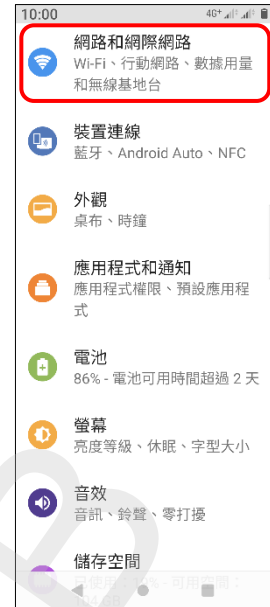 10:00 4G+
網路和網際網路
Wi-Fi、行動網路、數據用量
和無線基地台
裝置連線
藍牙、Android Auto、NFC
外觀
桌布、時鐘
應用程式和通知
應用程式權限、預設應用程
式
電池
86% - 電池可用時間超過 2 天
螢幕
亮度等級、休眠、字型大小
音效
音訊、鈴聲、零打擾
儲存空間